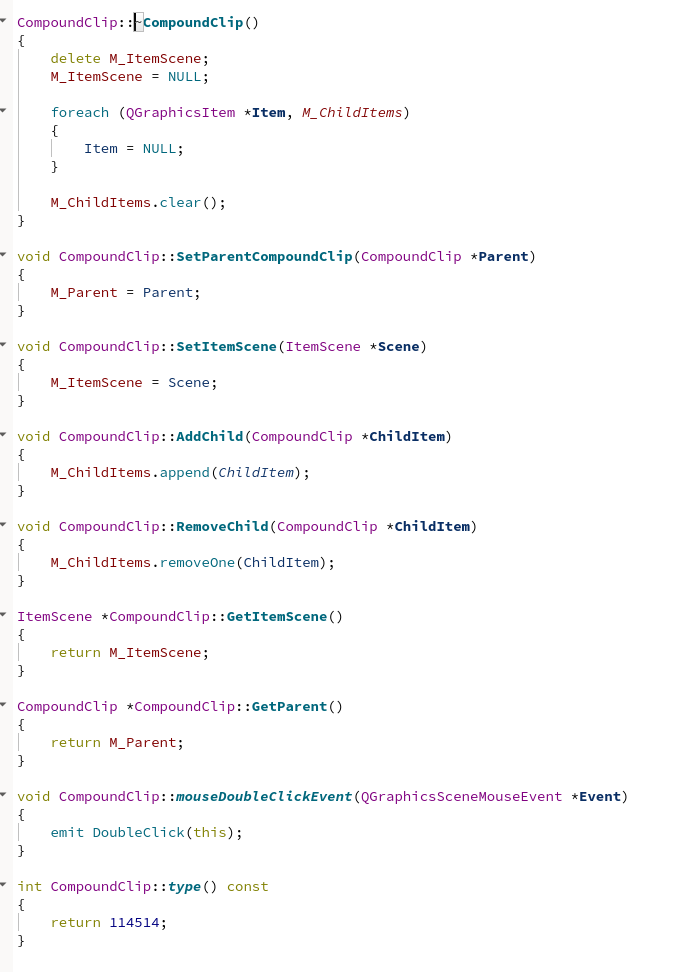 CompoundClip::~CompoundClip()
{
    delete M_ItemScene;
    M_ItemScene = NULL;

    foreach (QGraphicsItem *Item, M_ChildItems)
    {
        Item = NULL;
    }

    M_ChildItems.clear();
}

void CompoundClip::SetParentCompoundClip(CompoundClip *Parent)
{
    M_Parent = Parent;
}

void CompoundClip::SetItemScene(ItemScene *Scene)
{
    M_ItemScene = Scene;
}

void CompoundClip::AddChild(CompoundClip *ChildItem)
{
    M_ChildItems.append(ChildItem);
}

void CompoundClip::RemoveChild(CompoundClip *ChildItem)
{
    M_ChildItems.removeOne(ChildItem);
}

ItemScene *CompoundClip::GetItemScene()
{
    return M_ItemScene;
}

CompoundClip *CompoundClip::GetParent()
{
    return M_Parent;
}

void CompoundClip::mouseDoubleClickEvent(QGraphicsSceneMouseEvent *Event)
{
    emit DoubleClick(this);
}

int CompoundClip::type() const
{
    return 114514;
}